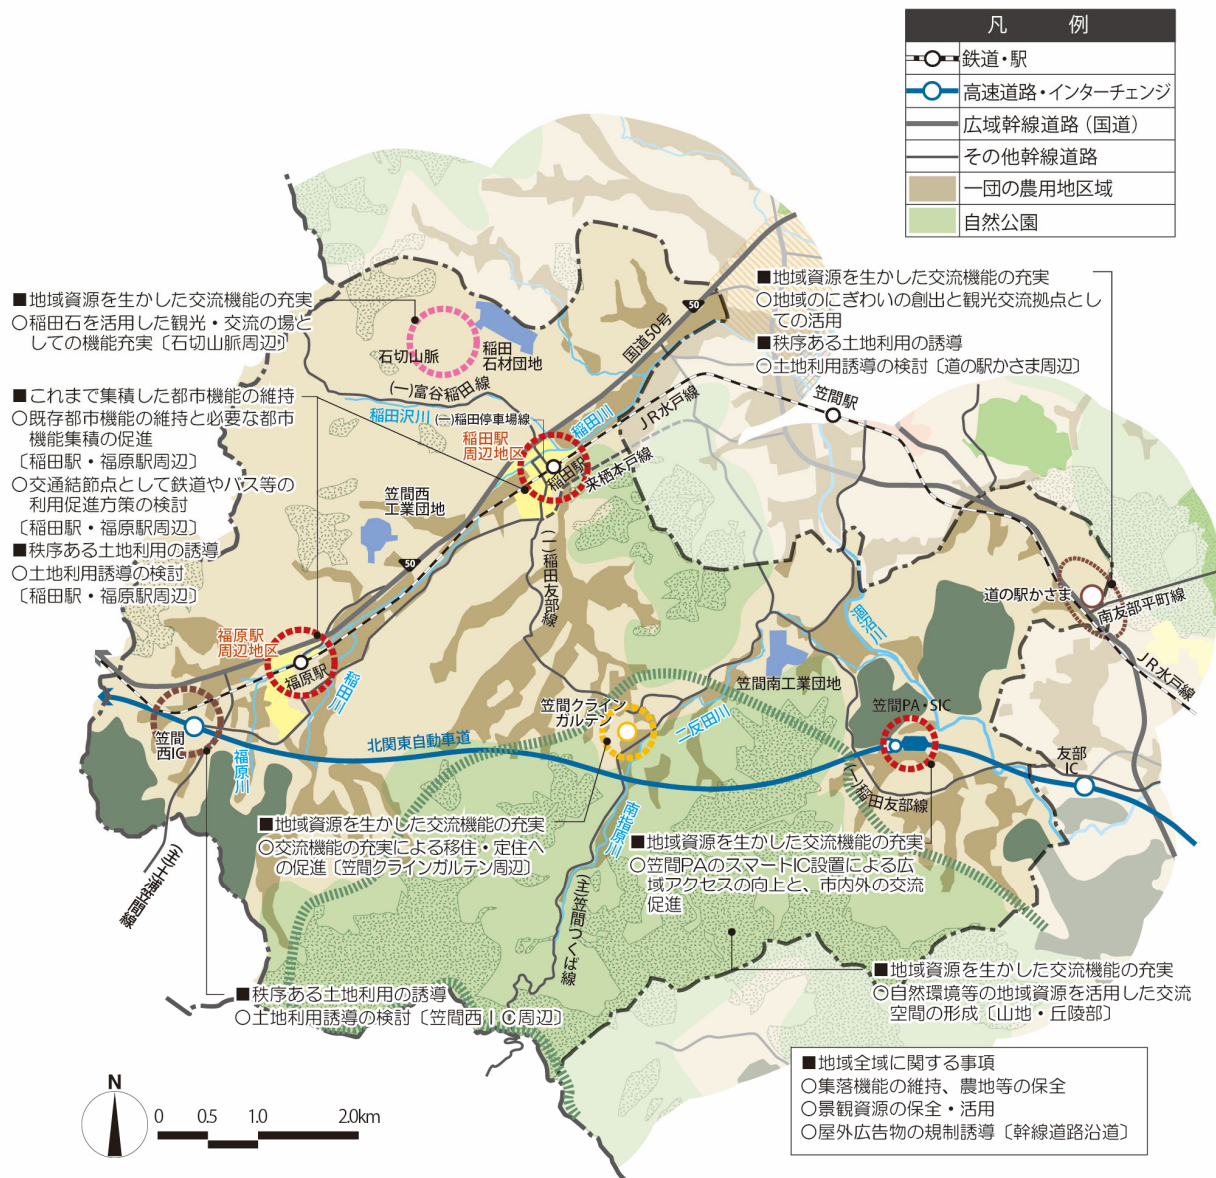 凡 例
鉄道・駅
高速道路・インターチェンジ
広域幹線道路（国道）
その他幹線道路
一団の農用地区域
自然公園
■地域資源を生かした交流機能の充実
○稲田石を活用した観光・交流の場と
しての機能充実〔石切山脈周辺〕
■これまで集積した都市機能の維持
○既存都市機能の維持と必要な都市
機能集積の促進
〔稲田駅・福原駅周辺〕
○交通結節点として鉄道やバス等の
利用促進方策の検討
〔稲田駅・福原駅周辺〕
■秩序ある土地利用の誘導
○土地利用誘導の検討
〔稲田駅・福原駅周辺〕
■地域資源を生かした交流機能の充実
○地域のにぎわいの創出と観光交流拠点とし
ての活用
■秩序ある土地利用の誘導
○土地利用誘導の検討〔道の駅かさま周辺〕
石切山脈
稲田
石材団地
(一)富谷稲田線
国道50号
50
稲田沢川
(一)稲田停車場線
稲田川
JR水戸線
笠間駅
稲田駅
周辺地区
稲田駅
来栖本戸線
笠間西
工業団地
50
(一)稲田友部線
涸沼川
道の駅かさま
南友部平町線
JR水戸線
福原駅
周辺地区
福原駅
稲田川
笠間
西IC
福原川
北関東自動車道
笠間クライン
ガルテン
二反田川
笠間南工業団地
笠間PA・SIC
友部
IC
(一)稲田友部線
南指原川
(主)笠間つくば線
(主)土浦笠間線
■地域資源を生かした交流機能の充実
○交流機能の充実による移住・定住へ
の促進〔笠間クラインガルテン周辺〕
■地域資源を生かした交流機能の充実
○笠間PAのスマートIC設置による広
域アクセスの向上と、市内外の交流
促進
■秩序ある土地利用の誘導
○土地利用誘導の検討〔笠間西ＩＣ周辺〕
■地域資源を生かした交流機能の充実
○自然環境等の地域資源を活用した交流
空間の形成〔山地・丘陵部〕
■地域全域に関する事項
○集落機能の維持、農地等の保全
○景観資源の保全・活用
○屋外広告物の規制誘導〔幹線道路沿道〕
N
0 0.5 1.0 2.0km